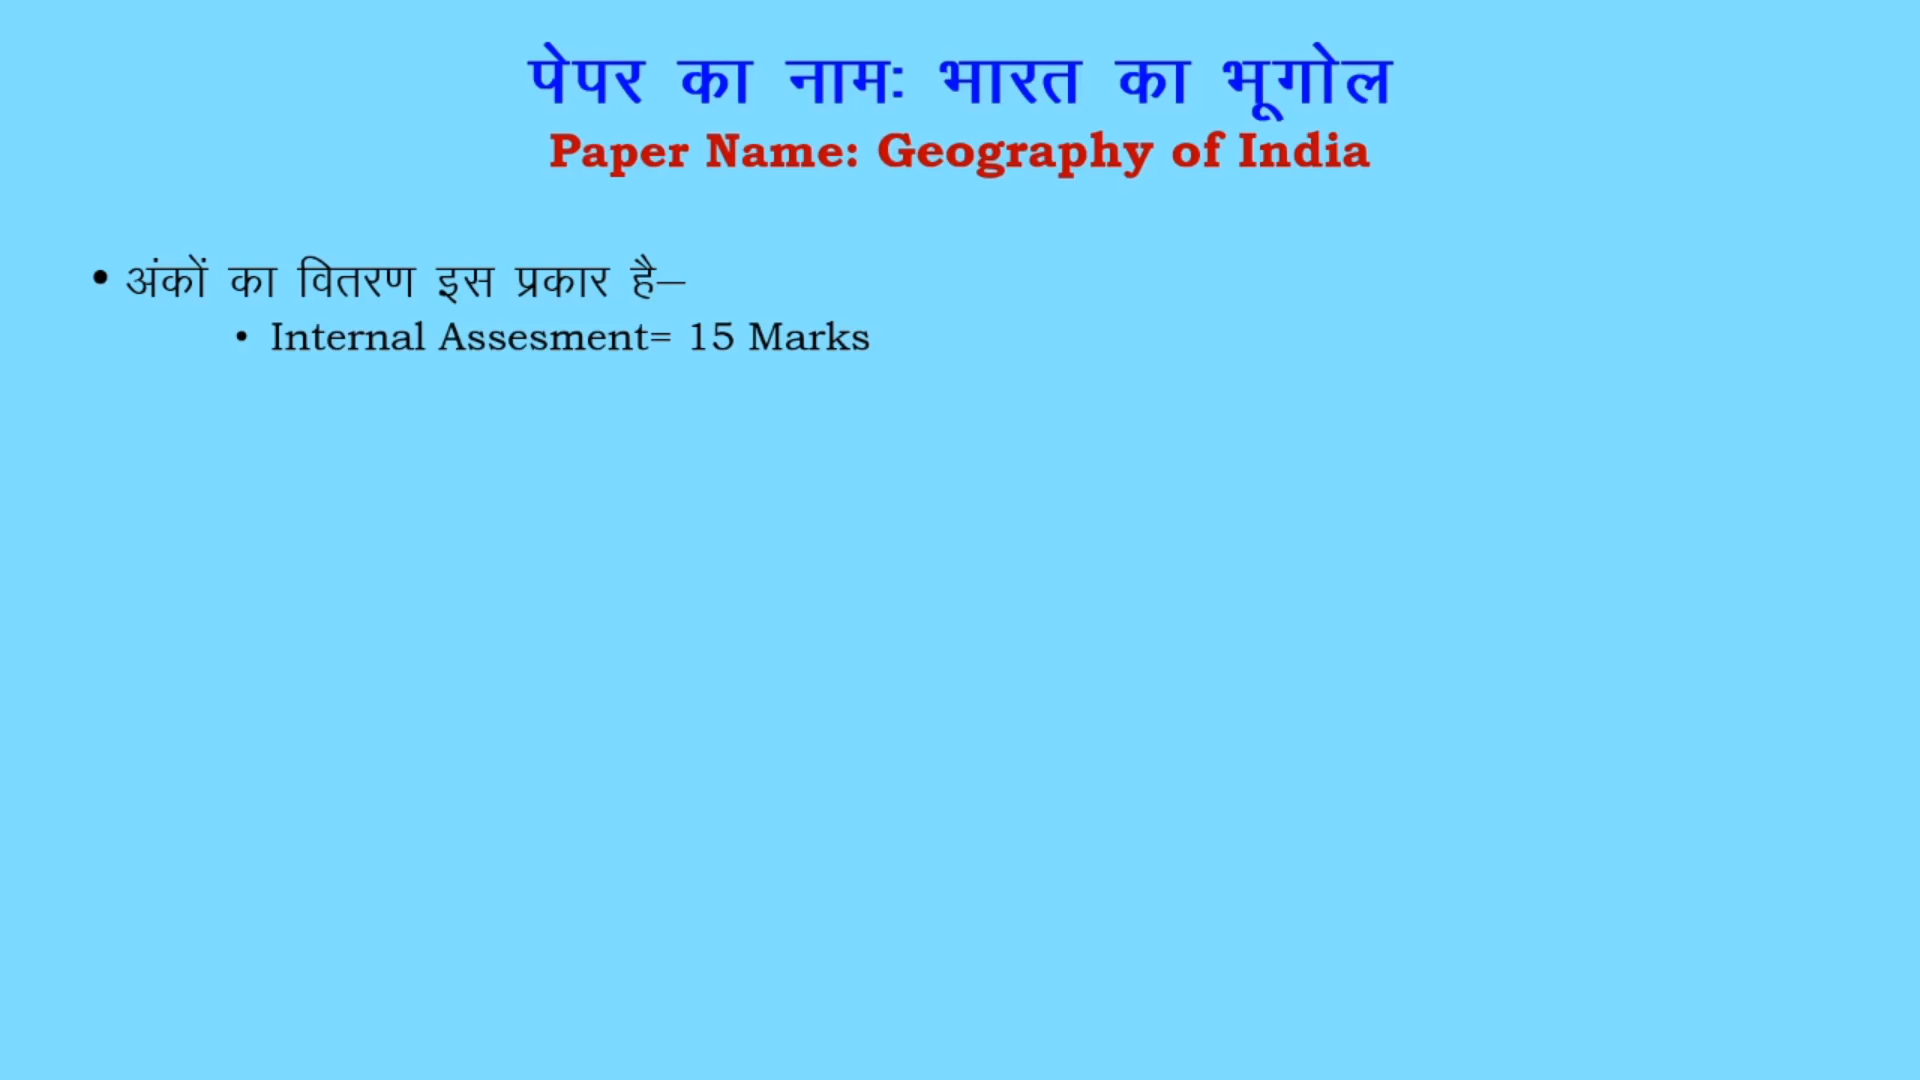 पेपर का नाम: भारत का भूगोल
Paper Name: Geography of India
• अंकों का वितरण इस प्रकार है–
• Internal Assesment= 15 Marks